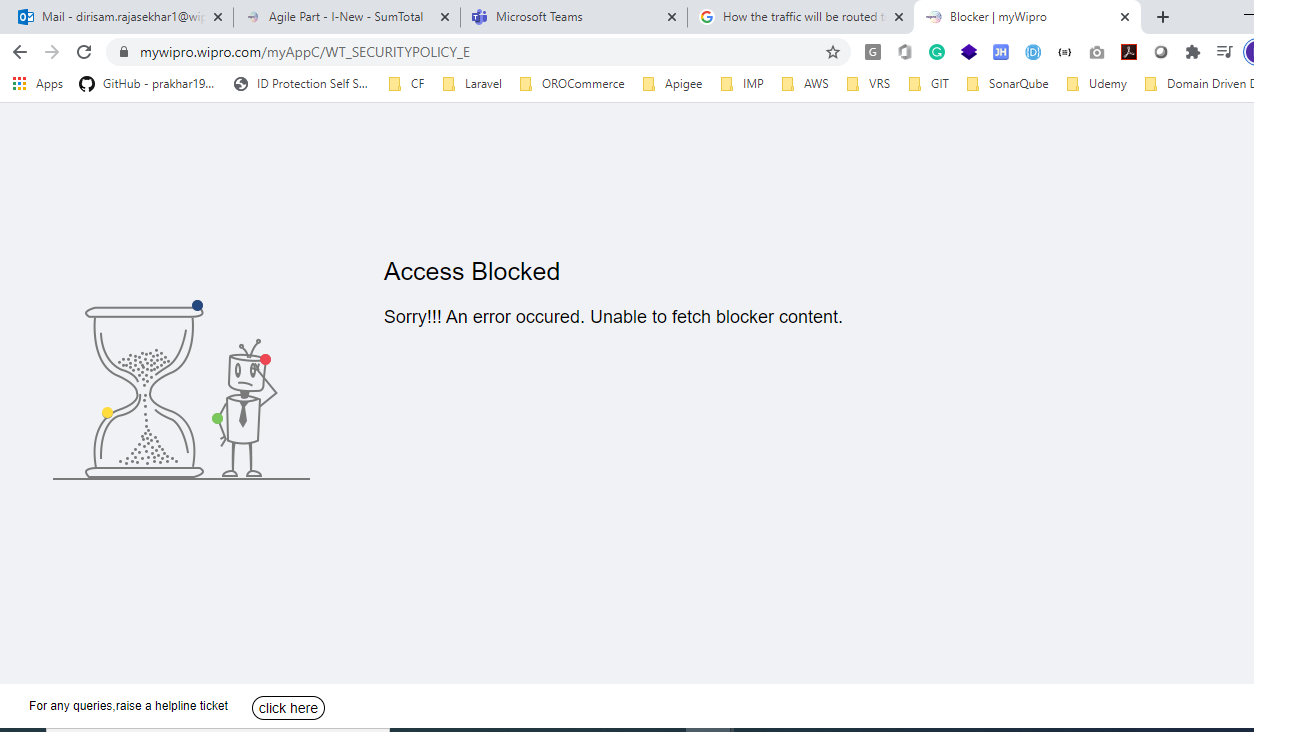 Mail - dirisam.rajasekhar1@wip
Agile Part - I-New - SumTotal
Microsoft Teams
How the traffic will be routed t
Blocker | myWipro
mywipro.wipro.com/myAppC/WT_SECURITYPOLICY_E
G
JH
Apps
GitHub - prakhar19...
ID Protection Self S...
CF
Laravel
OROCommerce
Apigee
IMP
AWS
VRS
GIT
SonarQube
Udemy
Domain Driven D
Access Blocked
Sorry!!! An error occured. Unable to fetch blocker content.
For any queries,raise a helpline ticket
click here